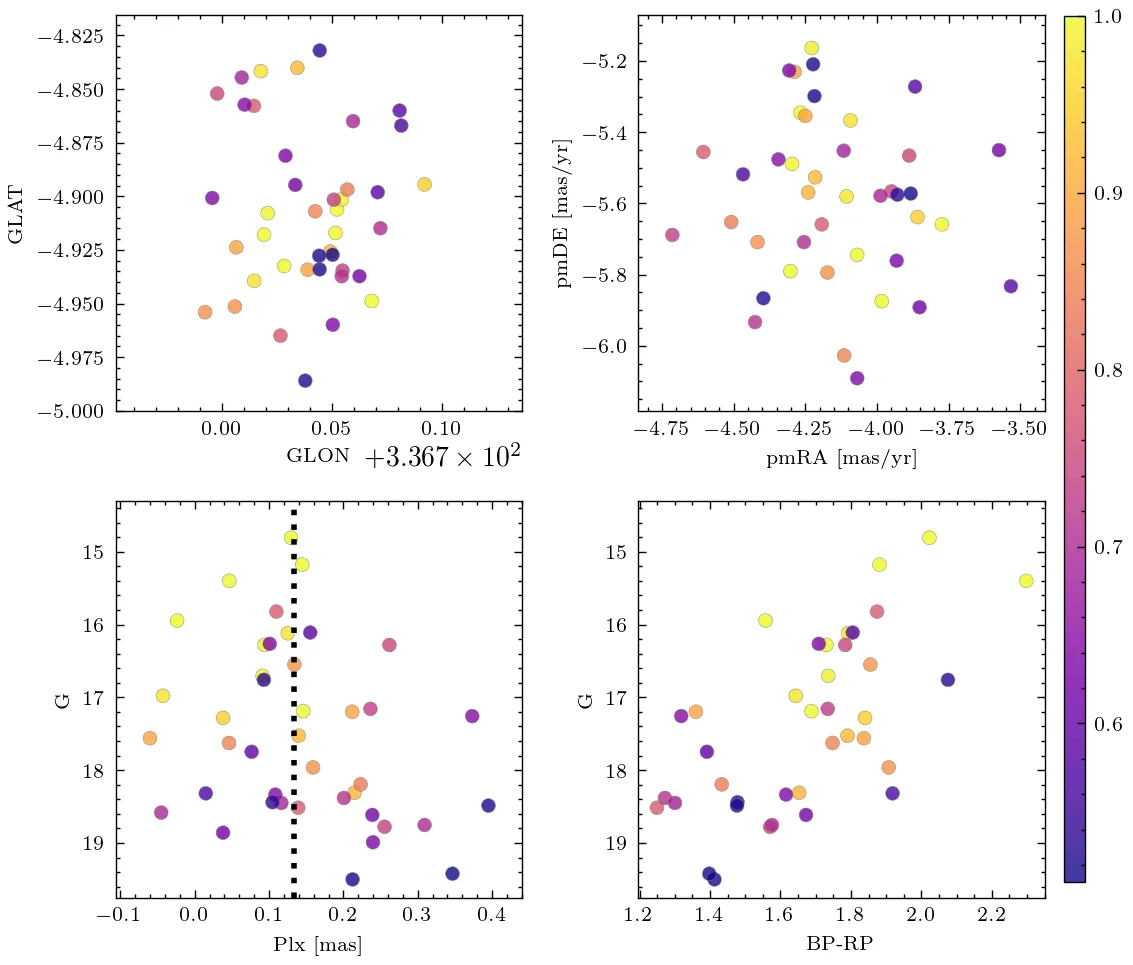 −4.825
−4.850
−4.875
−4.900
−4.925
−4.950
−4.975
−5.000
GLAT
0.00 0.05 0.10
GLON +3.367 × 10²
−5.2
−5.4
−5.6
−5.8
−6.0
pmDE [mas/yr]
−4.75 −4.50 −4.25 −4.00 −3.75 −3.50
pmRA [mas/yr]
15
16
17
18
19
G
−0.1 0.0 0.1 0.2 0.3 0.4
Plx [mas]
15
16
17
18
19
G
1.2 1.4 1.6 1.8 2.0 2.2
BP-RP
1.0
0.9
0.8
0.7
0.6